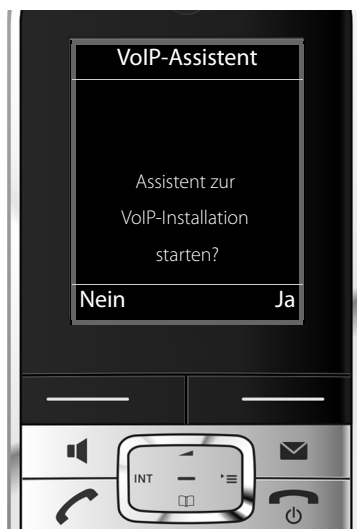 VoIP-Assistent
Assistent zur
VoIP-Installation
starten?
Nein Ja
INT